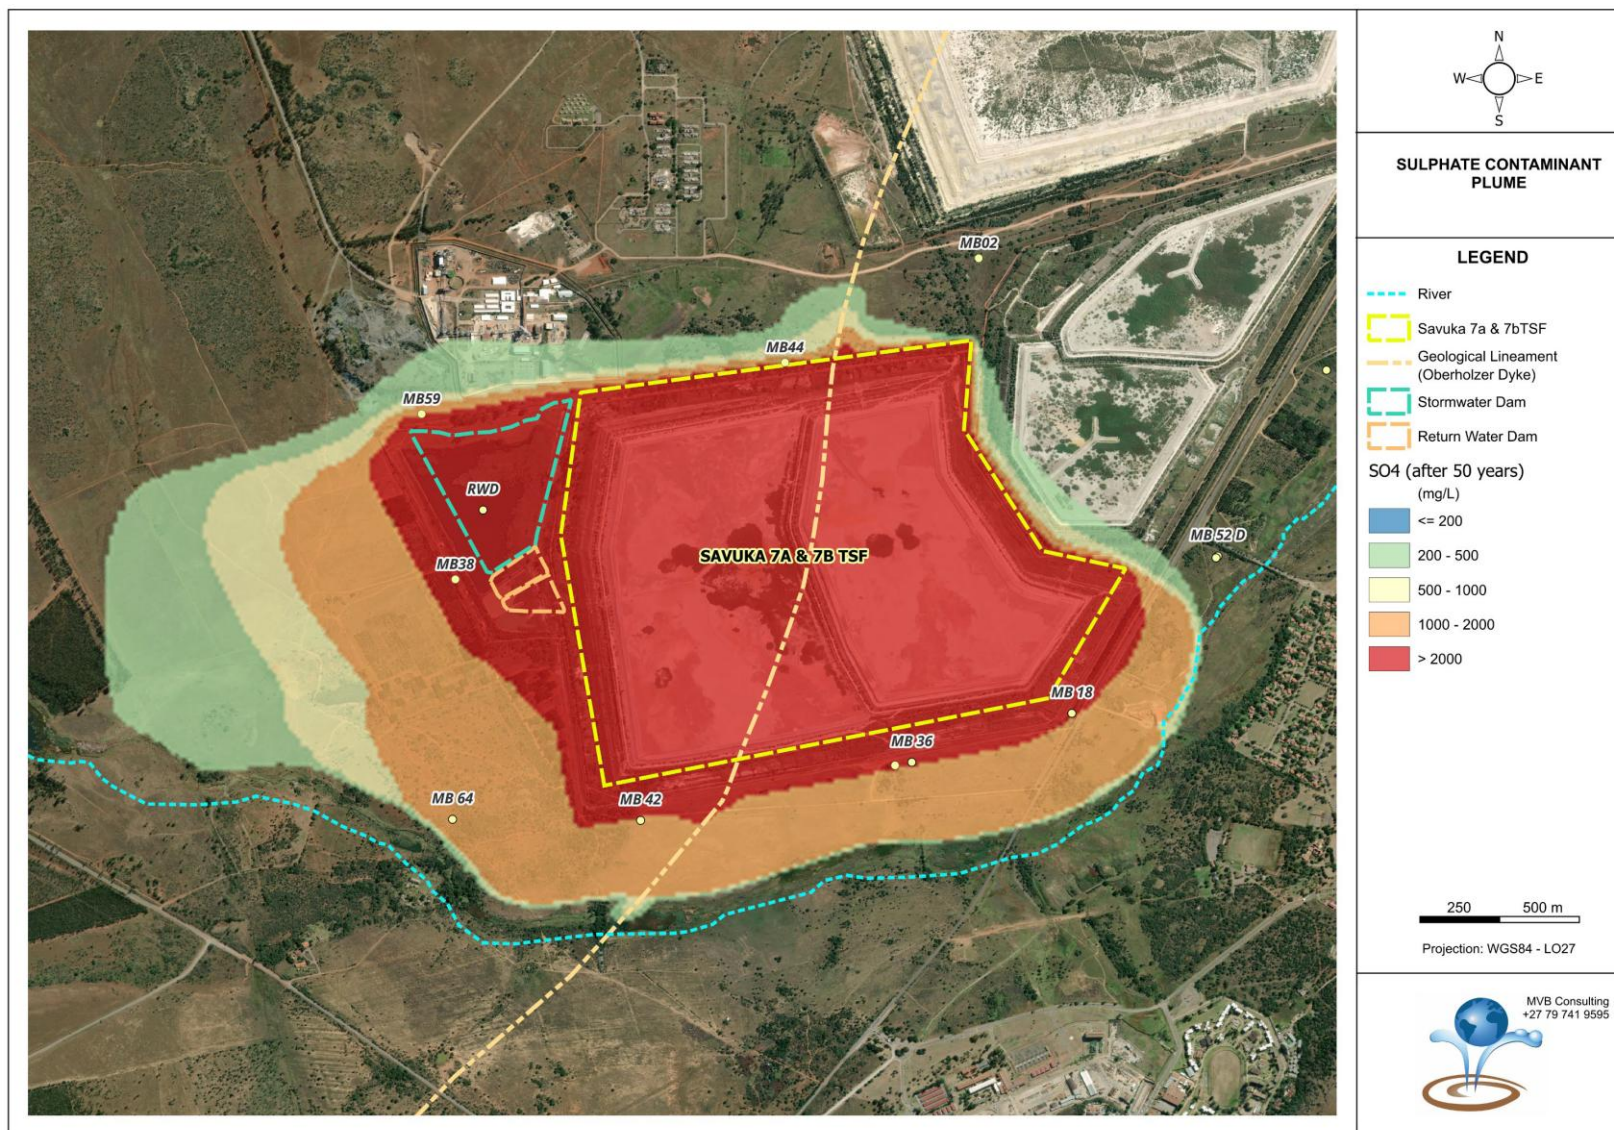 MB02
MB44
MB59
RWD
MB38
SAVUKA 7A & 7B TSF
MB 52 D
MB 18
MB 36
MB 42
MB 64
N
W
E
S
SULPHATE CONTAMINANT
PLUME
LEGEND
River
Savuka 7a & 7bTSF
Geological Lineament
(Oberholzer Dyke)
Stormwater Dam
Return Water Dam
SO4 (after 50 years)
(mg/L)
<= 200
200 - 500
500 - 1000
1000 - 2000
> 2000
250 500 m
Projection: WGS84 - LO27
MVB Consulting
+27 79 741 9595